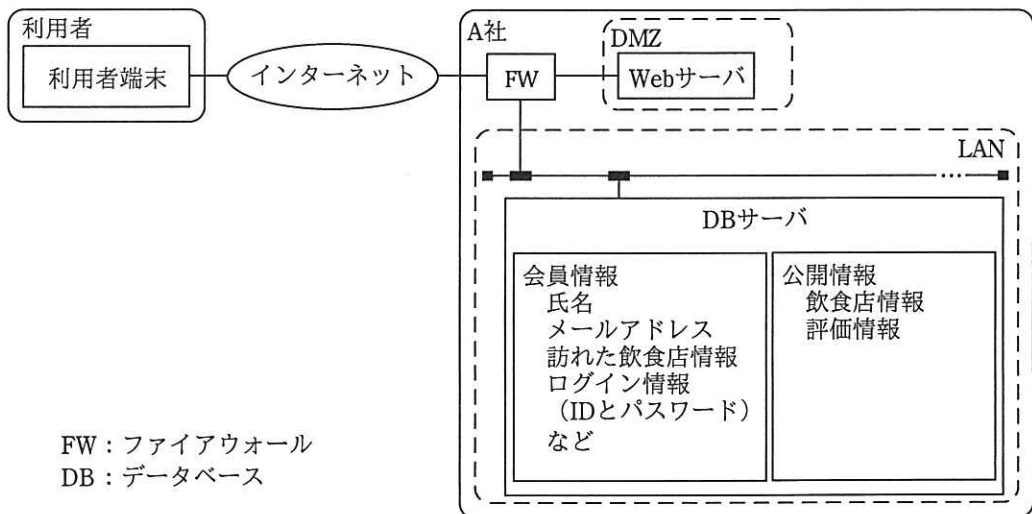 利用者
利用者端末
インターネット
A社
FW
DMZ
Webサーバ
LAN
…
DBサーバ
会員情報
氏名
メールアドレス
訪れた飲食店情報
ログイン情報
（IDとパスワード）
など
公開情報
飲食店情報
評価情報
FW：ファイアウォール
DB：データベース